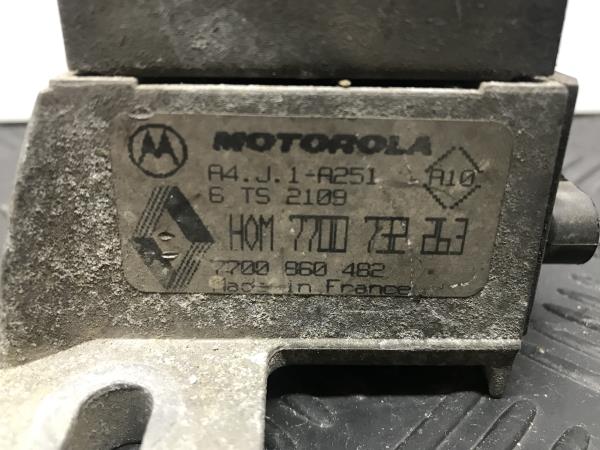 MOTOROLA
A4.J.1-A251 A10
6 TS 2109
HOM 7700 732 263
7700 860 482
Made in France